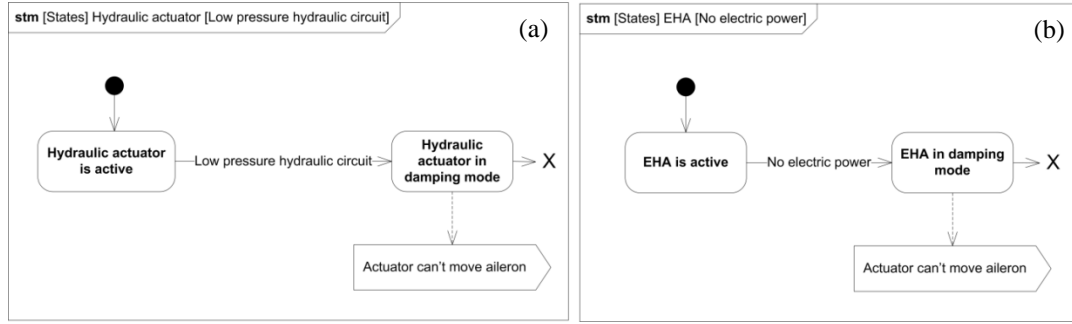 stm [States] Hydraulic actuator [Low pressure hydraulic circuit]
(a)
Hydraulic actuator
is active
Low pressure hydraulic circuit
Hydraulic
actuator in
damping mode
X
Actuator can't move aileron
stm [States] EHA [No electric power]
(b)
EHA is active
No electric power
EHA in damping
mode
X
Actuator can't move aileron